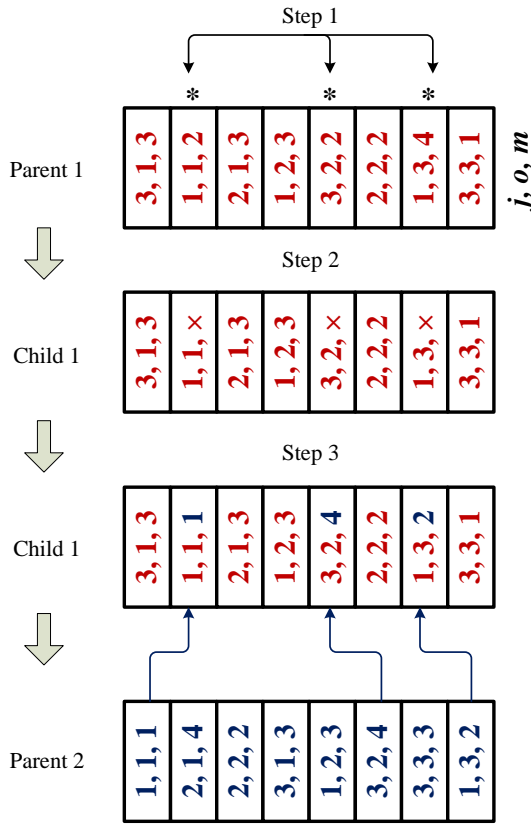 Step 1
* * *
Parent 1
3, 1, 3
1, 1, 2
2, 1, 3
1, 2, 3
3, 2, 2
2, 2, 2
1, 3, 4
3, 3, 1
j, o, m
Step 2
Child 1
3, 1, 3
1, 1, ×
2, 1, 3
1, 2, 3
3, 2, ×
2, 2, 2
1, 3, ×
3, 3, 1
Step 3
Child 1
3, 1, 3
1, 1, 1
2, 1, 3
1, 2, 3
3, 2, 4
2, 2, 2
1, 3, 2
3, 3, 1
Parent 2
1, 1, 1
2, 1, 4
2, 2, 2
3, 1, 3
1, 2, 3
3, 2, 4
3, 3, 3
1, 3, 2